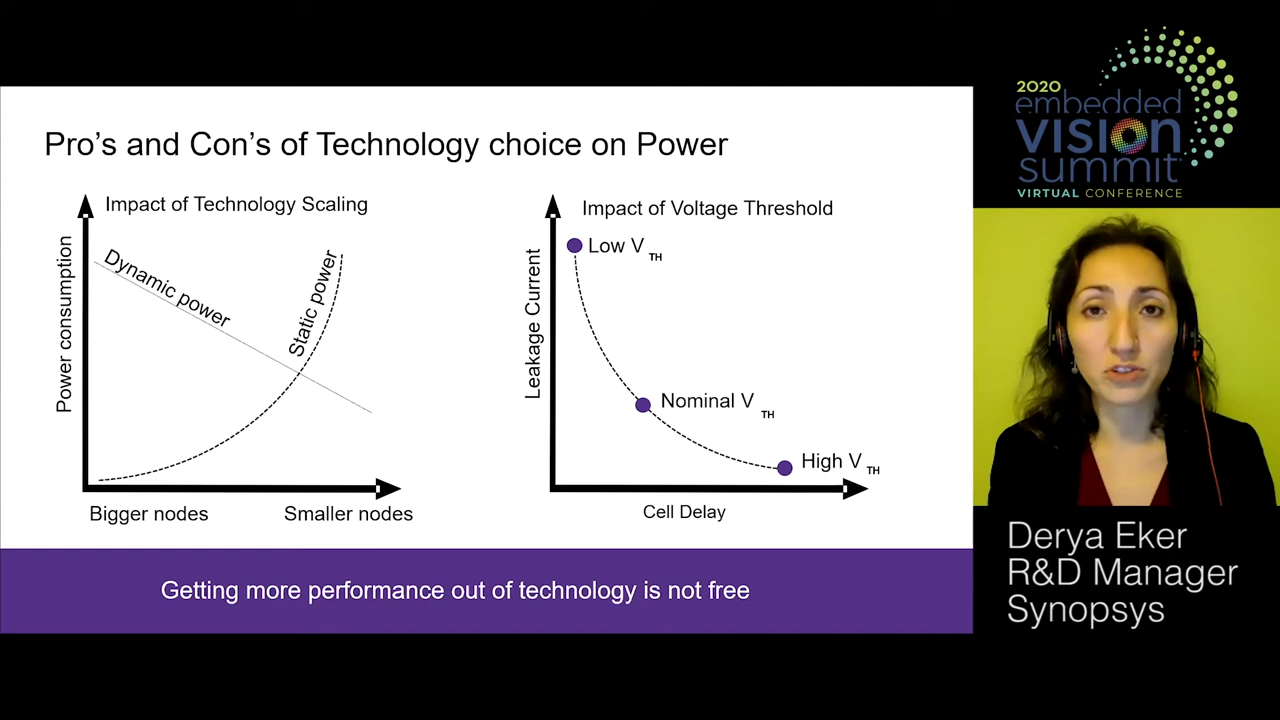 Pro's and Con's of Technology choice on Power
Impact of Technology Scaling
Power consumption
Dynamic power
Static power
Bigger nodes
Smaller nodes
Impact of Voltage Threshold
Leakage Current
Low V TH
Nominal V TH
High V TH
Cell Delay
Getting more performance out of technology is not free
2020
embedded
VISION
summit
VIRTUAL CONFERENCE
Derya Eker
R&D Manager
Synopsys